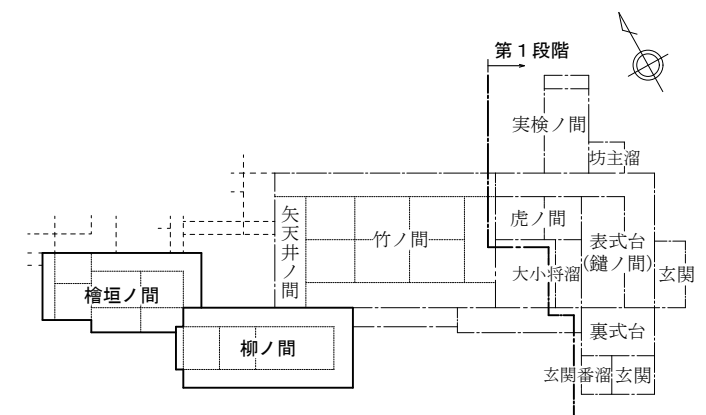 第１段階
実検ノ間
坊主溜
虎ノ間
矢天井ノ間
竹ノ間
表式台
(鑓ノ間)
大小将溜
玄関
檜垣ノ間
裏式台
柳ノ間
玄関番溜
玄関